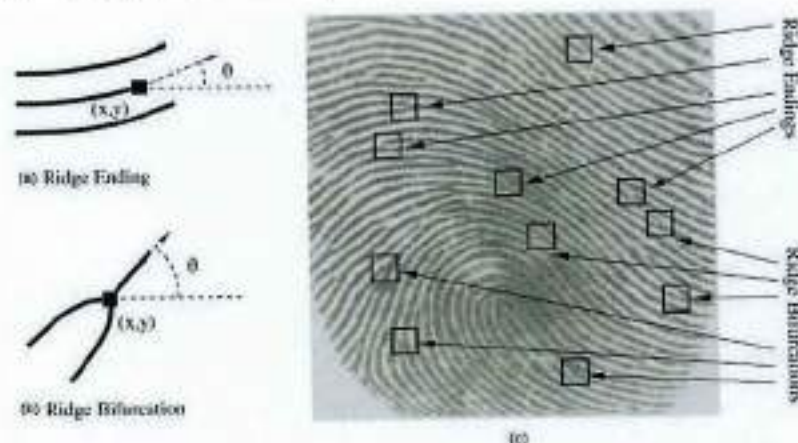 θ
(x,y)
(a) Ridge Ending
θ
(x,y)
(b) Ridge Bifurcation
Ridge Endings
Ridge Bifurcations
(c)